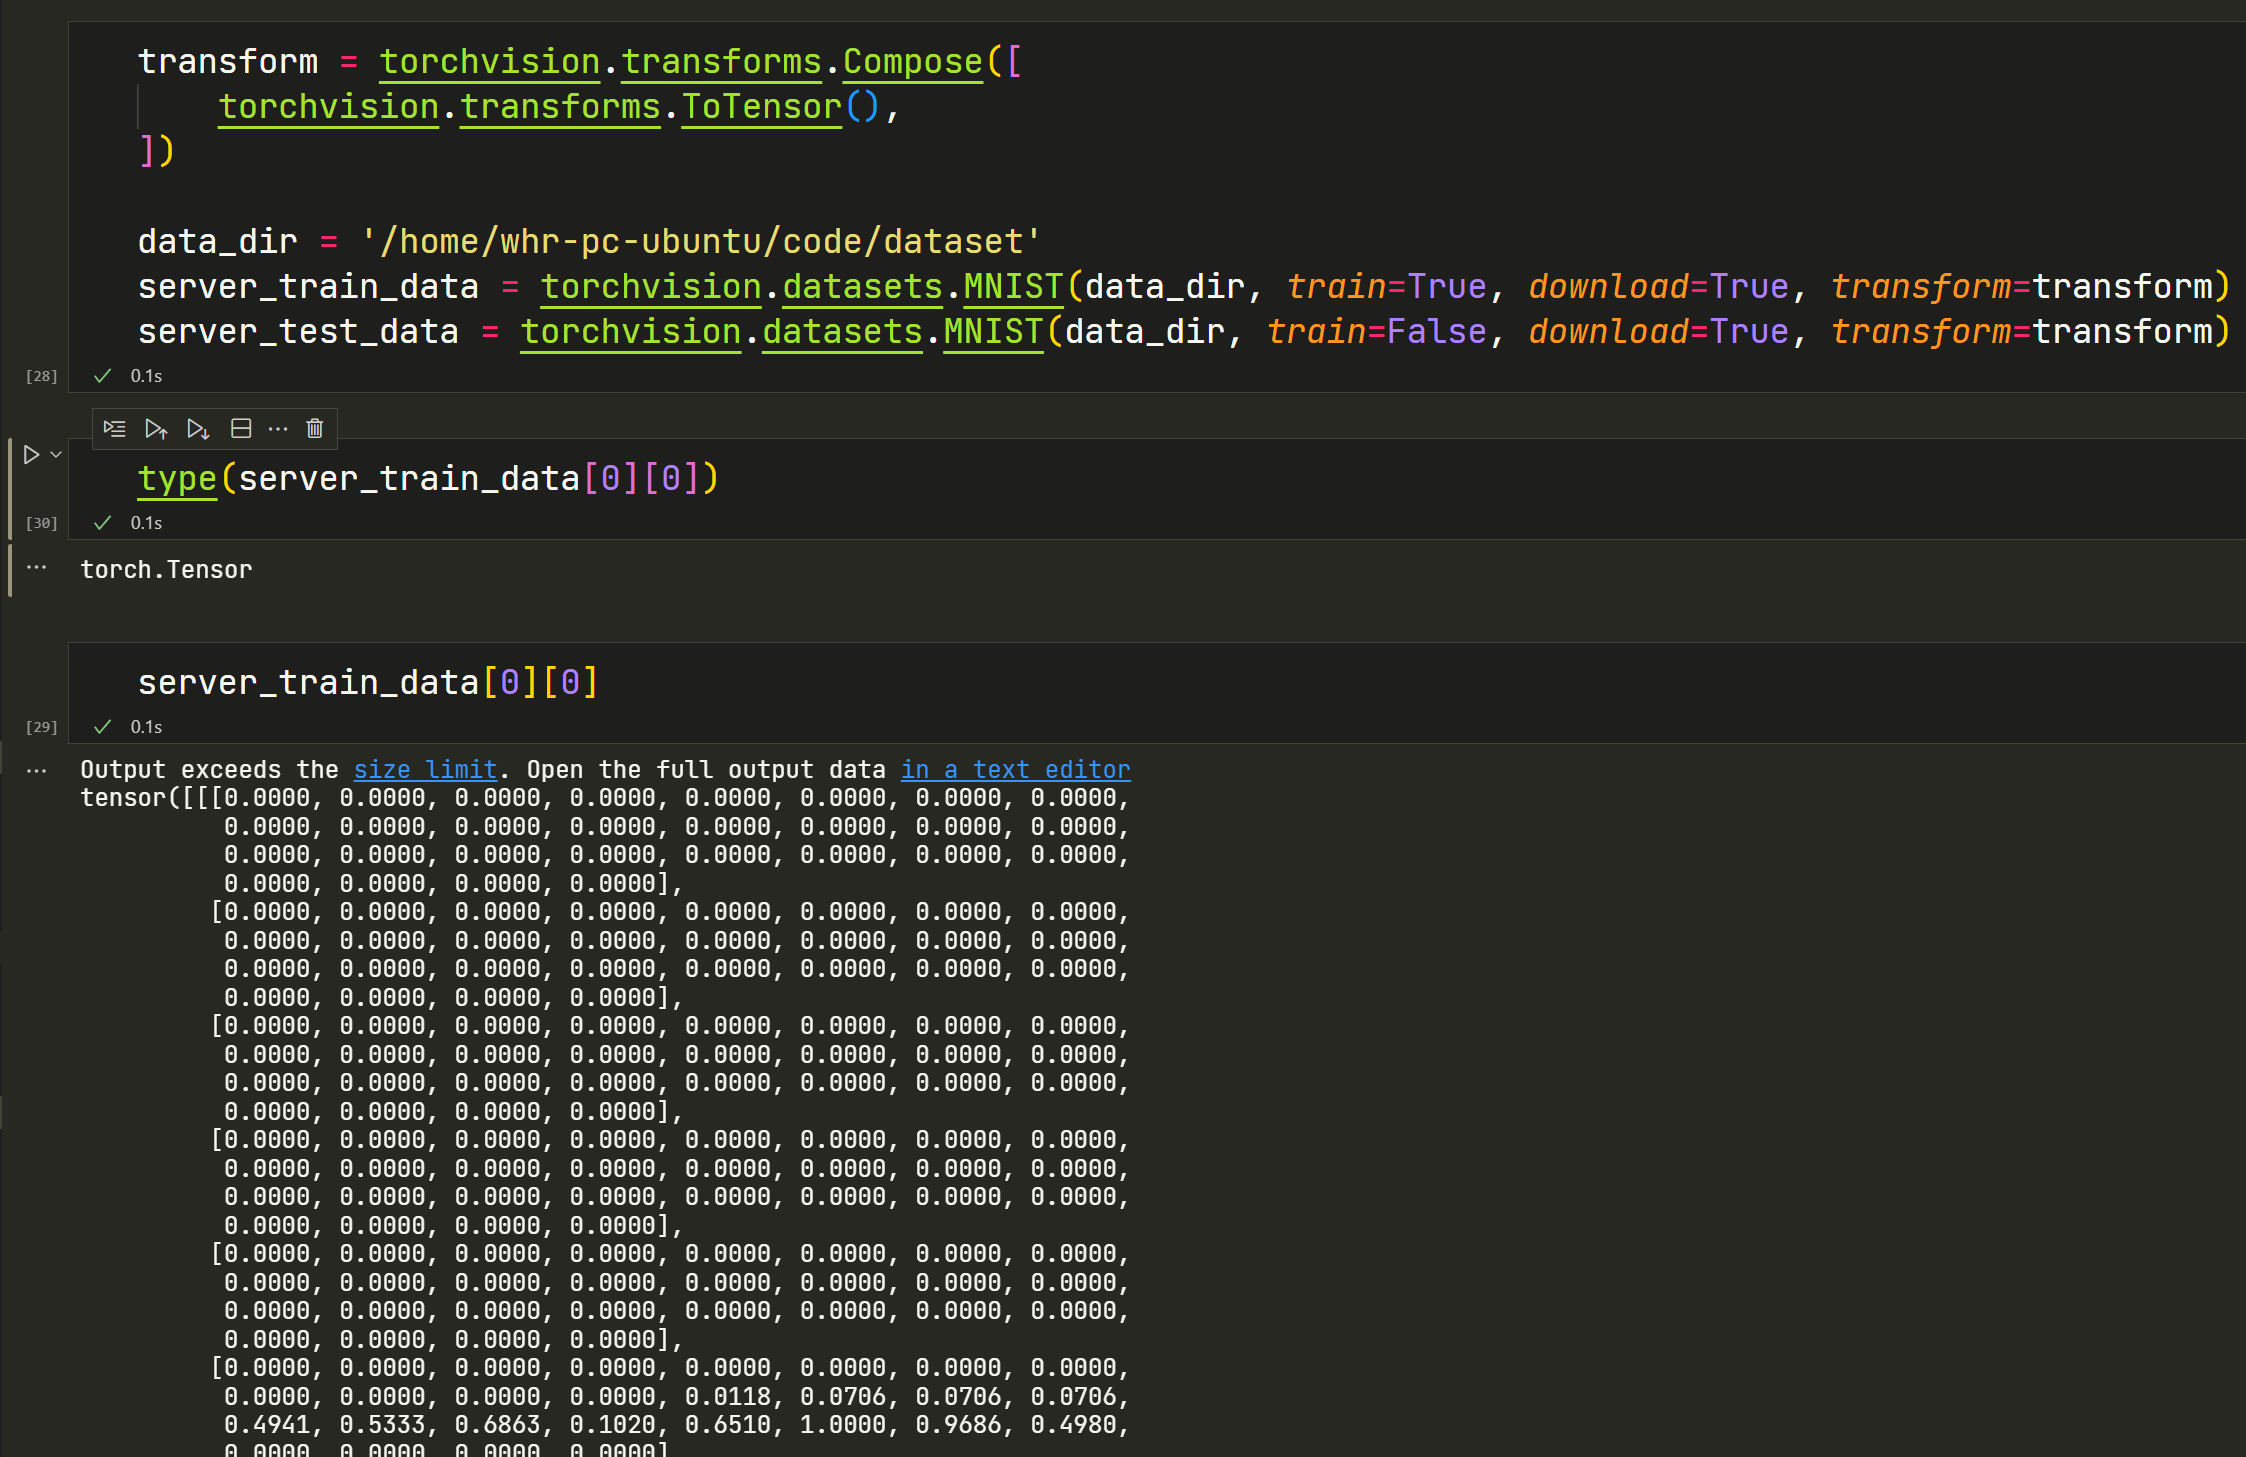 transform = torchvision.transforms.Compose([
    torchvision.transforms.ToTensor(),
])
data_dir = '/home/whr-pc-ubuntu/code/dataset'
server_train_data = torchvision.datasets.MNIST(data_dir, train=True, download=True, transform=transform)
server_test_data = torchvision.datasets.MNIST(data_dir, train=False, download=True, transform=transform)
[28] 0.1s
type(server_train_data[0][0])
[30] 0.1s
torch.Tensor
server_train_data[0][0]
[29] 0.1s
Output exceeds the size limit. Open the full output data in a text editor
tensor([[[0.0000, 0.0000, 0.0000, 0.0000, 0.0000, 0.0000, 0.0000, 0.0000,
          0.0000, 0.0000, 0.0000, 0.0000, 0.0000, 0.0000, 0.0000, 0.0000,
          0.0000, 0.0000, 0.0000, 0.0000, 0.0000, 0.0000, 0.0000, 0.0000,
          0.0000, 0.0000, 0.0000, 0.0000],
         [0.0000, 0.0000, 0.0000, 0.0000, 0.0000, 0.0000, 0.0000, 0.0000,
          0.0000, 0.0000, 0.0000, 0.0000, 0.0000, 0.0000, 0.0000, 0.0000,
          0.0000, 0.0000, 0.0000, 0.0000, 0.0000, 0.0000, 0.0000, 0.0000,
          0.0000, 0.0000, 0.0000, 0.0000],
         [0.0000, 0.0000, 0.0000, 0.0000, 0.0000, 0.0000, 0.0000, 0.0000,
          0.0000, 0.0000, 0.0000, 0.0000, 0.0000, 0.0000, 0.0000, 0.0000,
          0.0000, 0.0000, 0.0000, 0.0000, 0.0000, 0.0000, 0.0000, 0.0000,
          0.0000, 0.0000, 0.0000, 0.0000],
         [0.0000, 0.0000, 0.0000, 0.0000, 0.0000, 0.0000, 0.0000, 0.0000,
          0.0000, 0.0000, 0.0000, 0.0000, 0.0000, 0.0000, 0.0000, 0.0000,
          0.0000, 0.0000, 0.0000, 0.0000, 0.0000, 0.0000, 0.0000, 0.0000,
          0.0000, 0.0000, 0.0000, 0.0000],
         [0.0000, 0.0000, 0.0000, 0.0000, 0.0000, 0.0000, 0.0000, 0.0000,
          0.0000, 0.0000, 0.0000, 0.0000, 0.0000, 0.0000, 0.0000, 0.0000,
          0.0000, 0.0000, 0.0000, 0.0000, 0.0000, 0.0000, 0.0000, 0.0000,
          0.0000, 0.0000, 0.0000, 0.0000],
         [0.0000, 0.0000, 0.0000, 0.0000, 0.0000, 0.0000, 0.0000, 0.0000,
          0.0000, 0.0000, 0.0000, 0.0000, 0.0118, 0.0706, 0.0706, 0.0706,
          0.4941, 0.5333, 0.6863, 0.1020, 0.6510, 1.0000, 0.9686, 0.4980,
          0.0000, 0.0000, 0.0000, 0.0000]